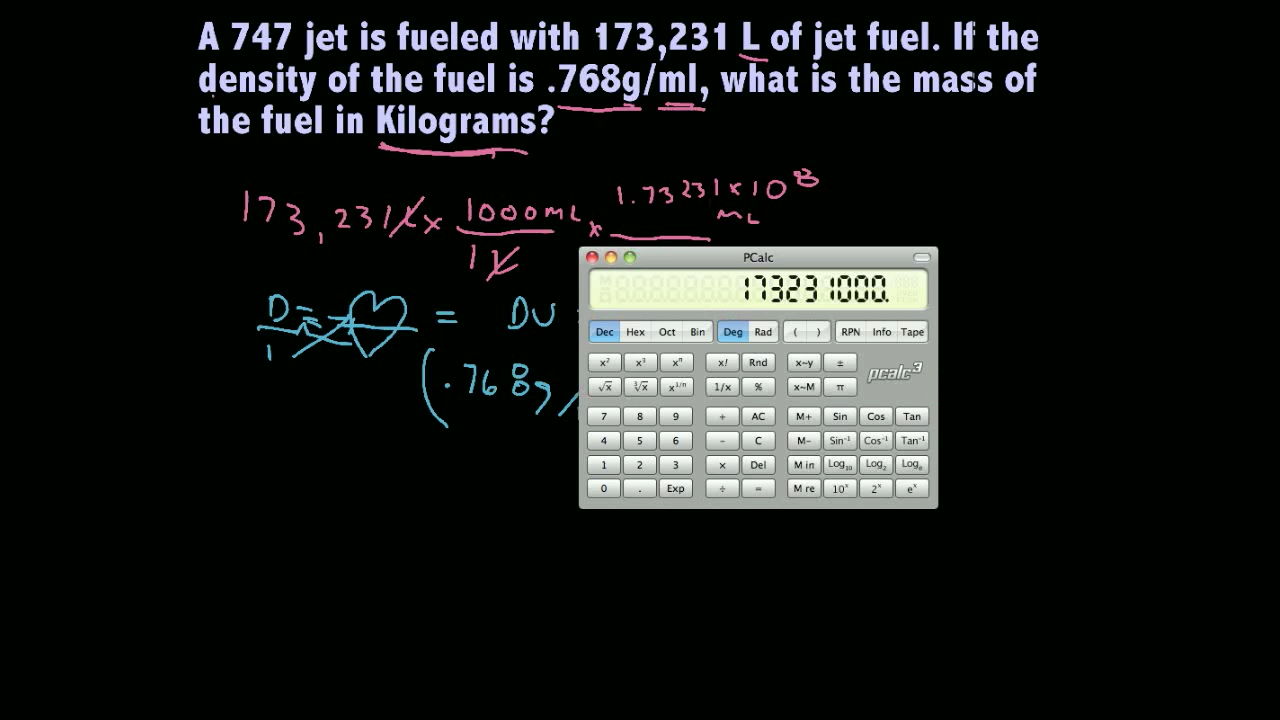 A 747 jet is fueled with 173,231 L of jet fuel. If the
density of the fuel is .768g/ml, what is the mass of
the fuel in Kilograms?
173,231L x 1000mL x 1.73231 x 10^8
1L mL
D = = DV
1
(.768g/
PCalc
173231000.
Dec Hex Oct Bin Deg Rad ( ) RPN Info Tape
x² x³ xⁿ x! Rnd x~y ± pcalc³
√x ∛x x^1/n 1/x % x~M π
7 8 9 + AC M+ Sin Cos Tan
4 5 6 − C M− Sin⁻¹ Cos⁻¹ Tan⁻¹
1 2 3 x Del M in Log₁₀ Log₂ Logₑ
0 . Exp ÷ = M re 10ˣ 2ˣ eˣ